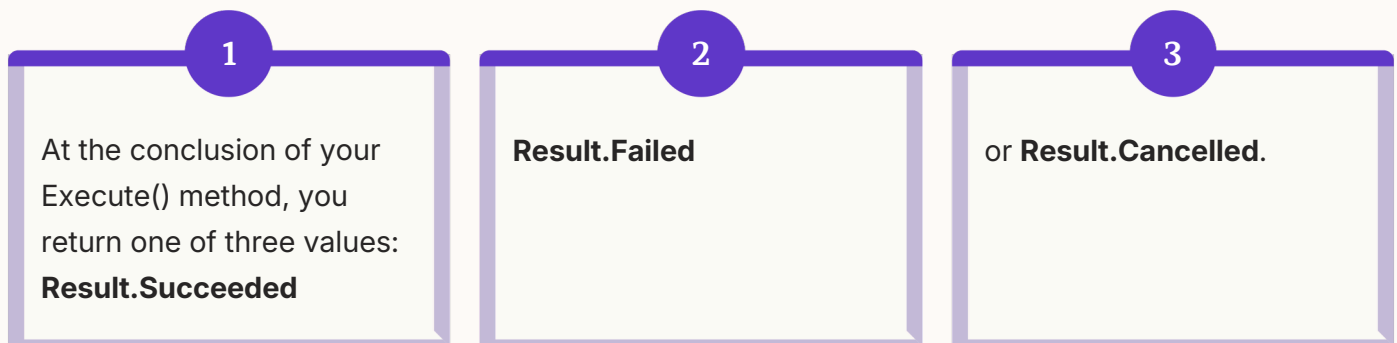 1
At the conclusion of your
Execute() method, you
return one of three values:
Result.Succeeded
2
Result.Failed
3
or Result.Cancelled.